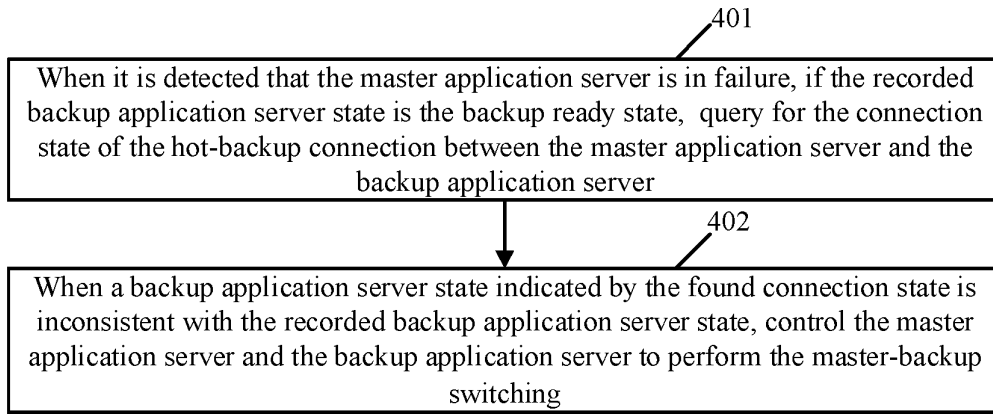 401
When it is detected that the master application server is in failure, if the recorded
backup application server state is the backup ready state, query for the connection
state of the hot-backup connection between the master application server and the
backup application server
402
When a backup application server state indicated by the found connection state is
inconsistent with the recorded backup application server state, control the master
application server and the backup application server to perform the master-backup
switching